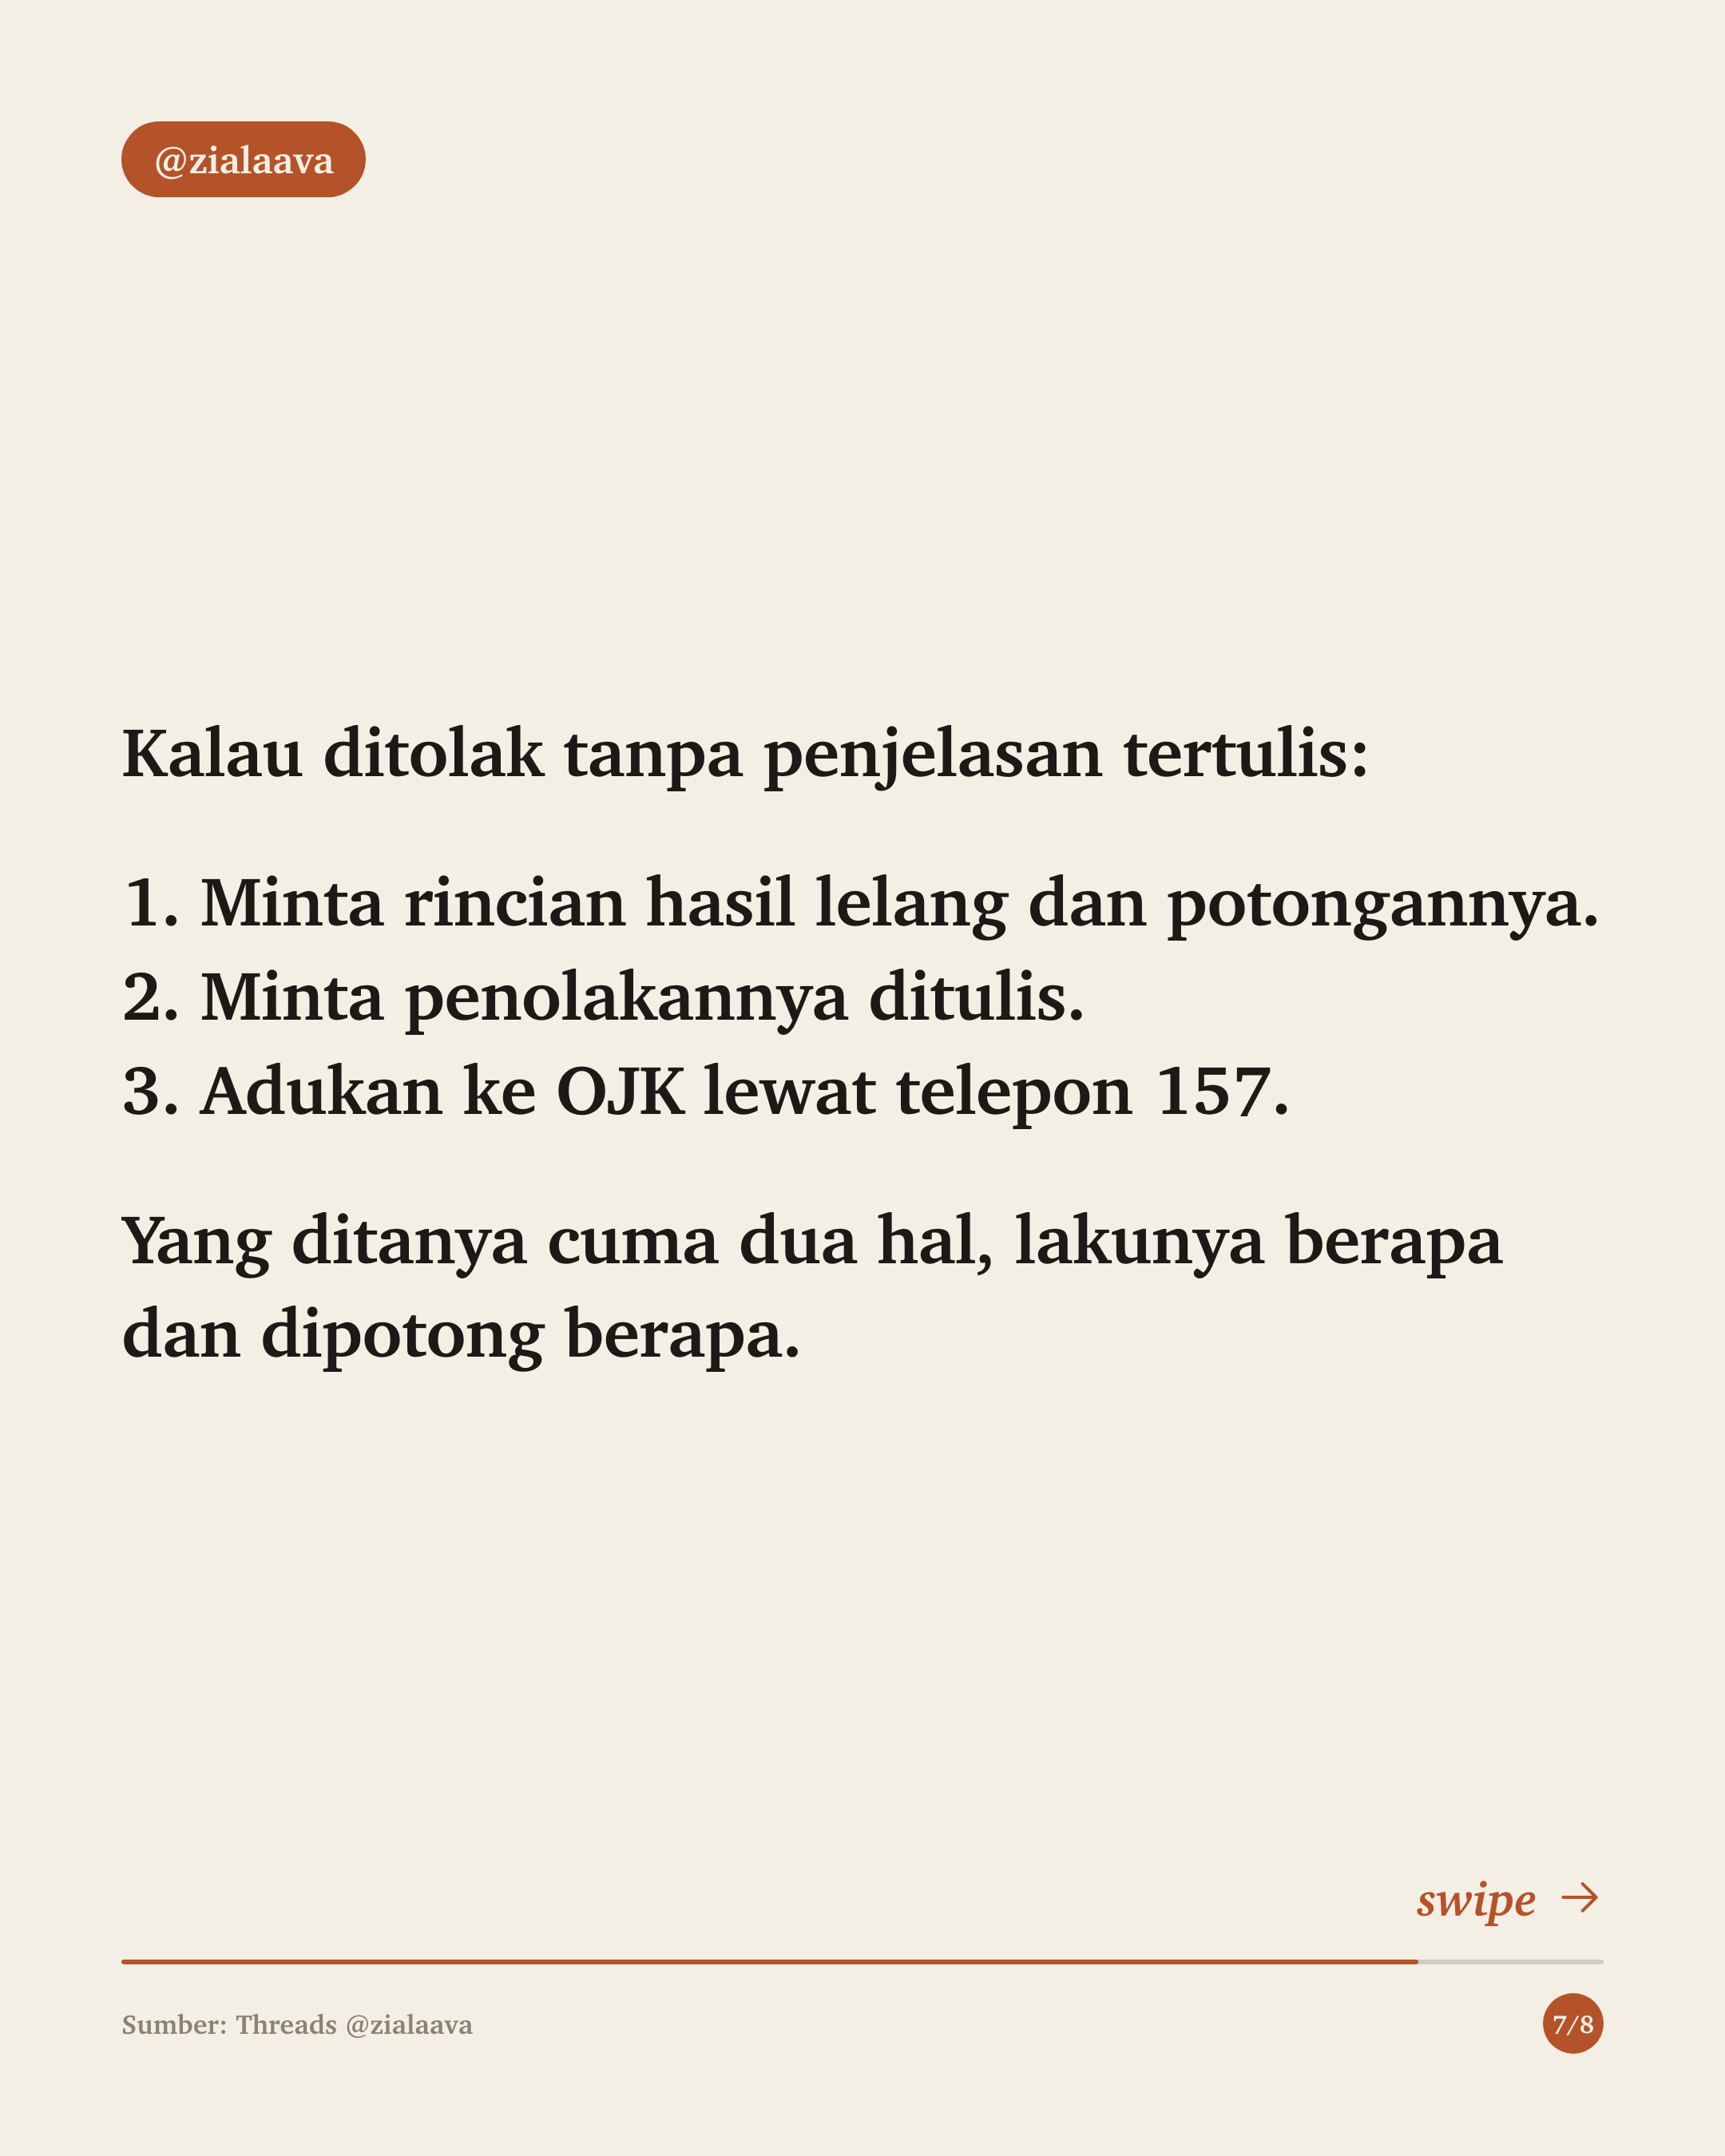 @zialaava
Kalau ditolak tanpa penjelasan tertulis:
1. Minta rincian hasil lelang dan potongannya.
2. Minta penolakannya ditulis.
3. Adukan ke OJK lewat telepon 157.
Yang ditanya cuma dua hal, lakunya berapa
dan dipotong berapa.
swipe →
Sumber: Threads @zialaava
7/8